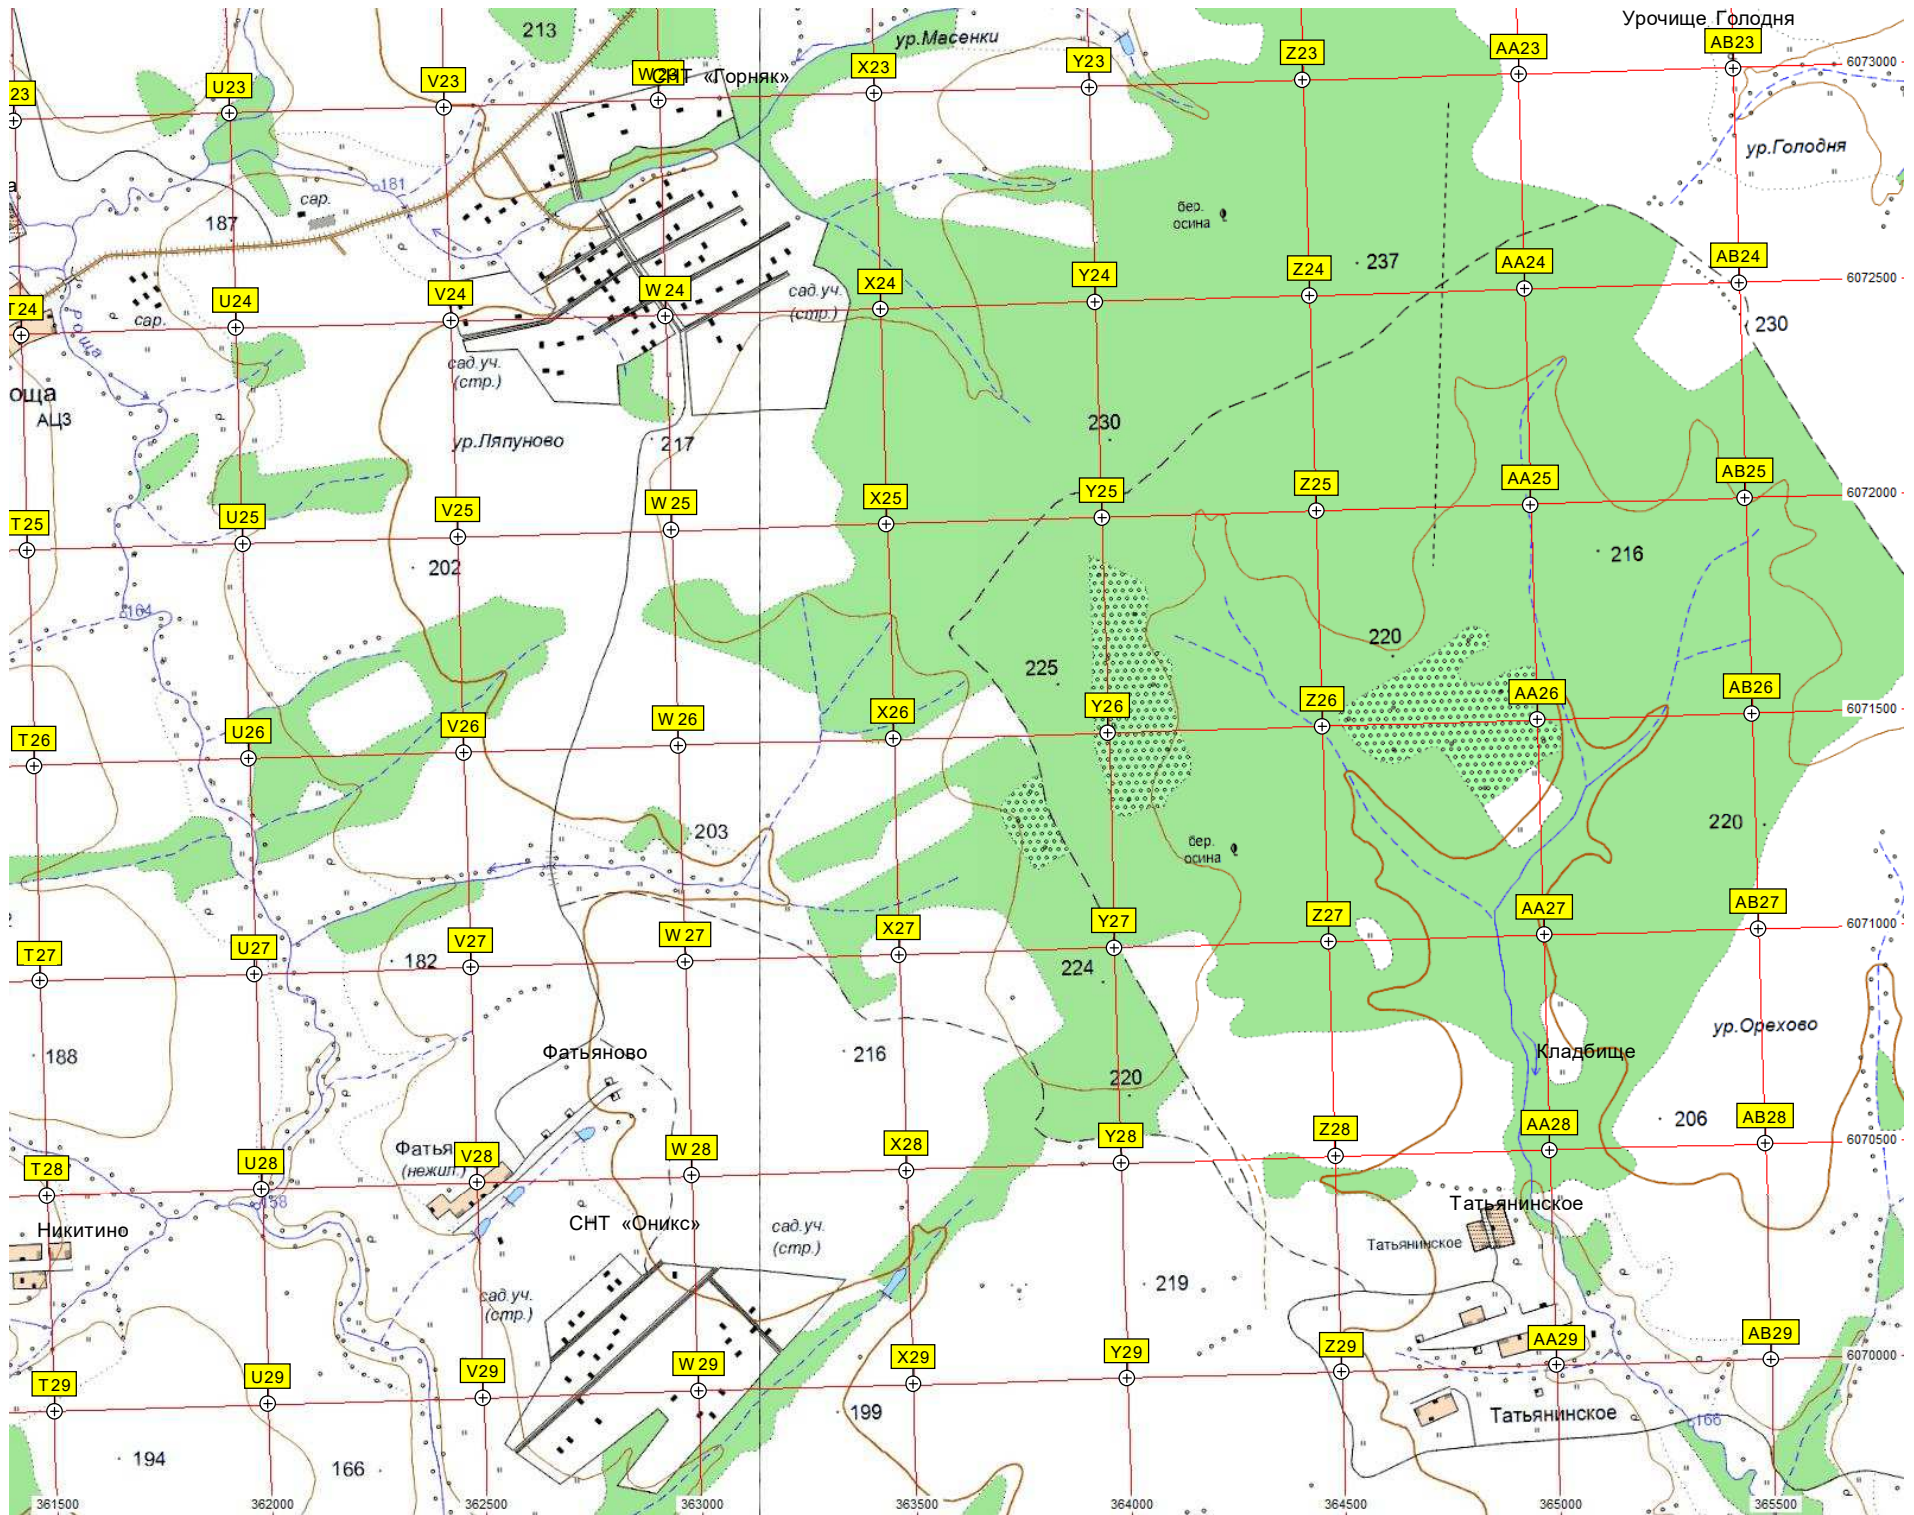 213
ур.Масенки
Урочище Голодня
23
U23
V23
W 23
СНТ «Горняк»
X23
Y23
Z23
AA23
AB23
6073000
ур.Голодня
а
181
сар.
187
бер.
осина
237
T24
U24
V24
W 24
сад.уч.
(стр.)
X24
Y24
Z24
AA24
AB24
6072500
сар.
Роща
230
оща
АЦЗ
сад.уч.
(стр.)
ур.Ляпуново
217
230
T25
U25
V25
W 25
X25
Y25
Z25
AA25
AB25
6072000
202
216
164
220
225
T26
U26
V26
W 26
X26
Y26
Z26
AA26
AB26
6071500
203
бер.
осина
220
T27
U27
V27
W 27
X27
Y27
Z27
AA27
AB27
6071000
182
224
188
Фатьяново
216
220
Кладбище
ур.Орехово
206
T28
U28
Фатья
(нежил.)
V28
W 28
X28
Y28
Z28
AA28
AB28
6070500
158
Никитино
СНТ «Оникс»
сад.уч.
(стр.)
Татьянинское
Татьянинское
219
сад.уч.
(стр.)
T29
U29
V29
W 29
X29
Y29
Z29
AA29
AB29
6070000
199
Татьянинское
166
194
166
361500
362000
362500
363000
363500
364000
364500
365000
365500